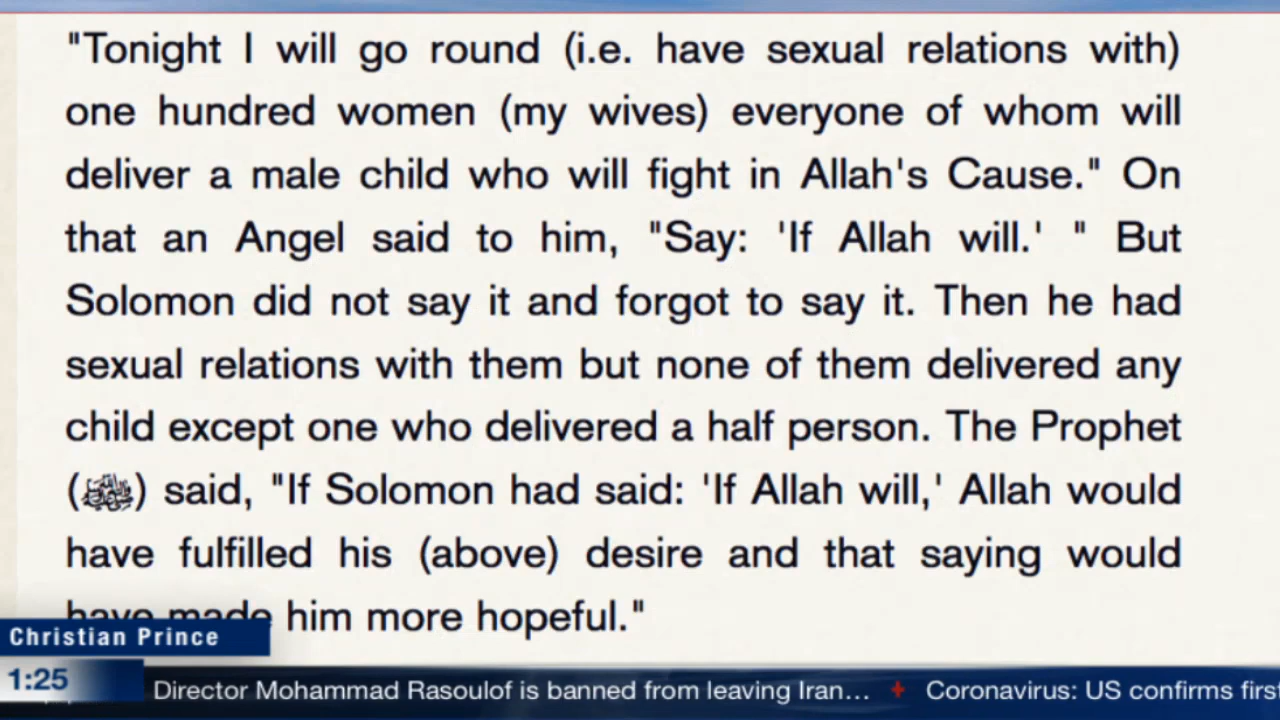 "Tonight I will go round (i.e. have sexual relations with)
one hundred women (my wives) everyone of whom will
deliver a male child who will fight in Allah's Cause." On
that an Angel said to him, "Say: 'If Allah will.' " But
Solomon did not say it and forgot to say it. Then he had
sexual relations with them but none of them delivered any
child except one who delivered a half person. The Prophet
(ﷺ) said, "If Solomon had said: 'If Allah will,' Allah would
have fulfilled his (above) desire and that saying would
have made him more hopeful."
Christian Prince
1:25
Director Mohammad Rasoulof is banned from leaving Iran... + Coronavirus: US confirms first